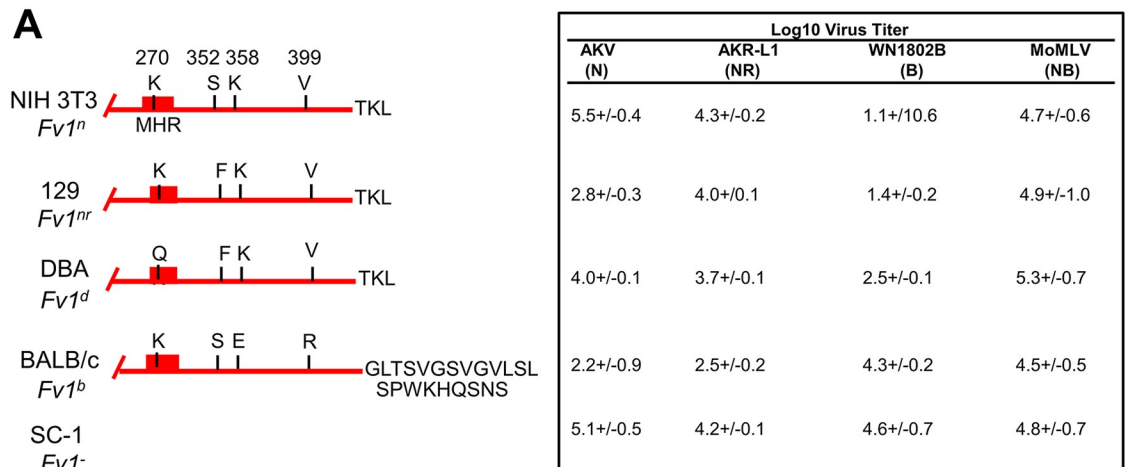 A
270 352 358 399
K S K V
NIH 3T3
Fv1n
MHR
TKL
K F K V
129
Fv1nr
TKL
Q F K V
DBA
Fv1d
TKL
K S E R
BALB/c
Fv1b
GLTSVGSVGVLSL
SPWKHQSNS
SC-1
Fv1-
Log10 Virus Titer
AKV AKR-L1 WN1802B MoMLV
(N) (NR) (B) (NB)
5.5+/-0.4 4.3+/-0.2 1.1+/10.6 4.7+/-0.6
2.8+/-0.3 4.0+/0.1 1.4+/-0.2 4.9+/-1.0
4.0+/-0.1 3.7+/-0.1 2.5+/-0.1 5.3+/-0.7
2.2+/-0.9 2.5+/-0.2 4.3+/-0.2 4.5+/-0.5
5.1+/-0.5 4.2+/-0.1 4.6+/-0.7 4.8+/-0.7